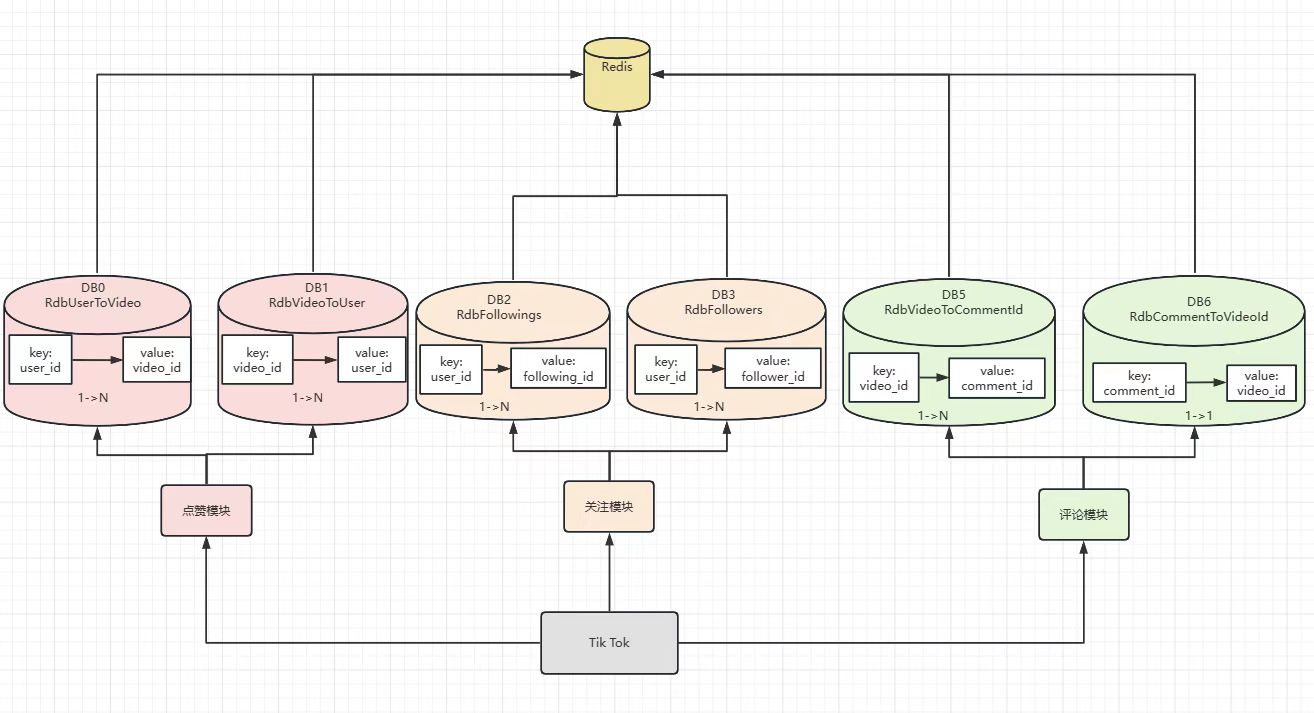 Redis
DB0
RdbUserToVideo
key:
user_id
value:
video_id
1->N
DB1
RdbVideoToUser
key:
video_id
value:
user_id
1->N
DB2
RdbFollowings
key:
user_id
value:
following_id
1->N
DB3
RdbFollowers
key:
user_id
value:
follower_id
1->N
DB5
RdbVideoToCommentId
key:
video_id
value:
comment_id
1->N
DB6
RdbCommentToVideoId
key:
comment_id
value:
video_id
1->1
点赞模块
关注模块
评论模块
Tik Tok